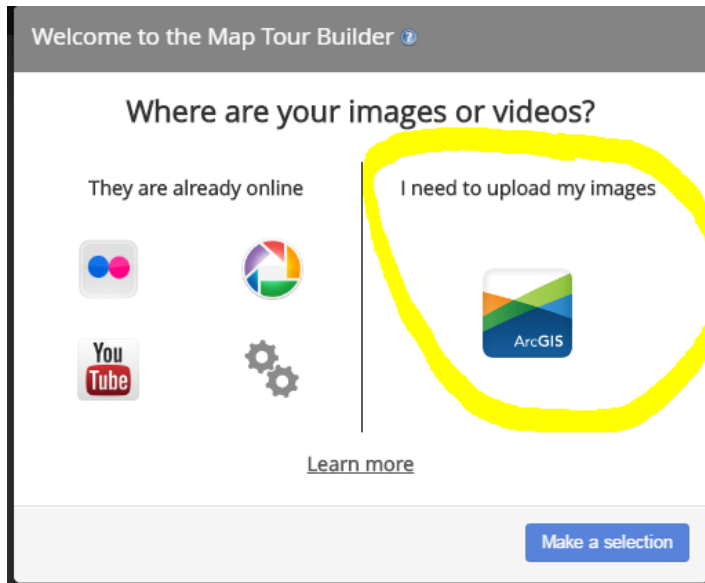 Welcome to the Map Tour Builder ?
Where are your images or videos?
They are already online
I need to upload my images
You
Tube
ArcGIS
Learn more
Make a selection